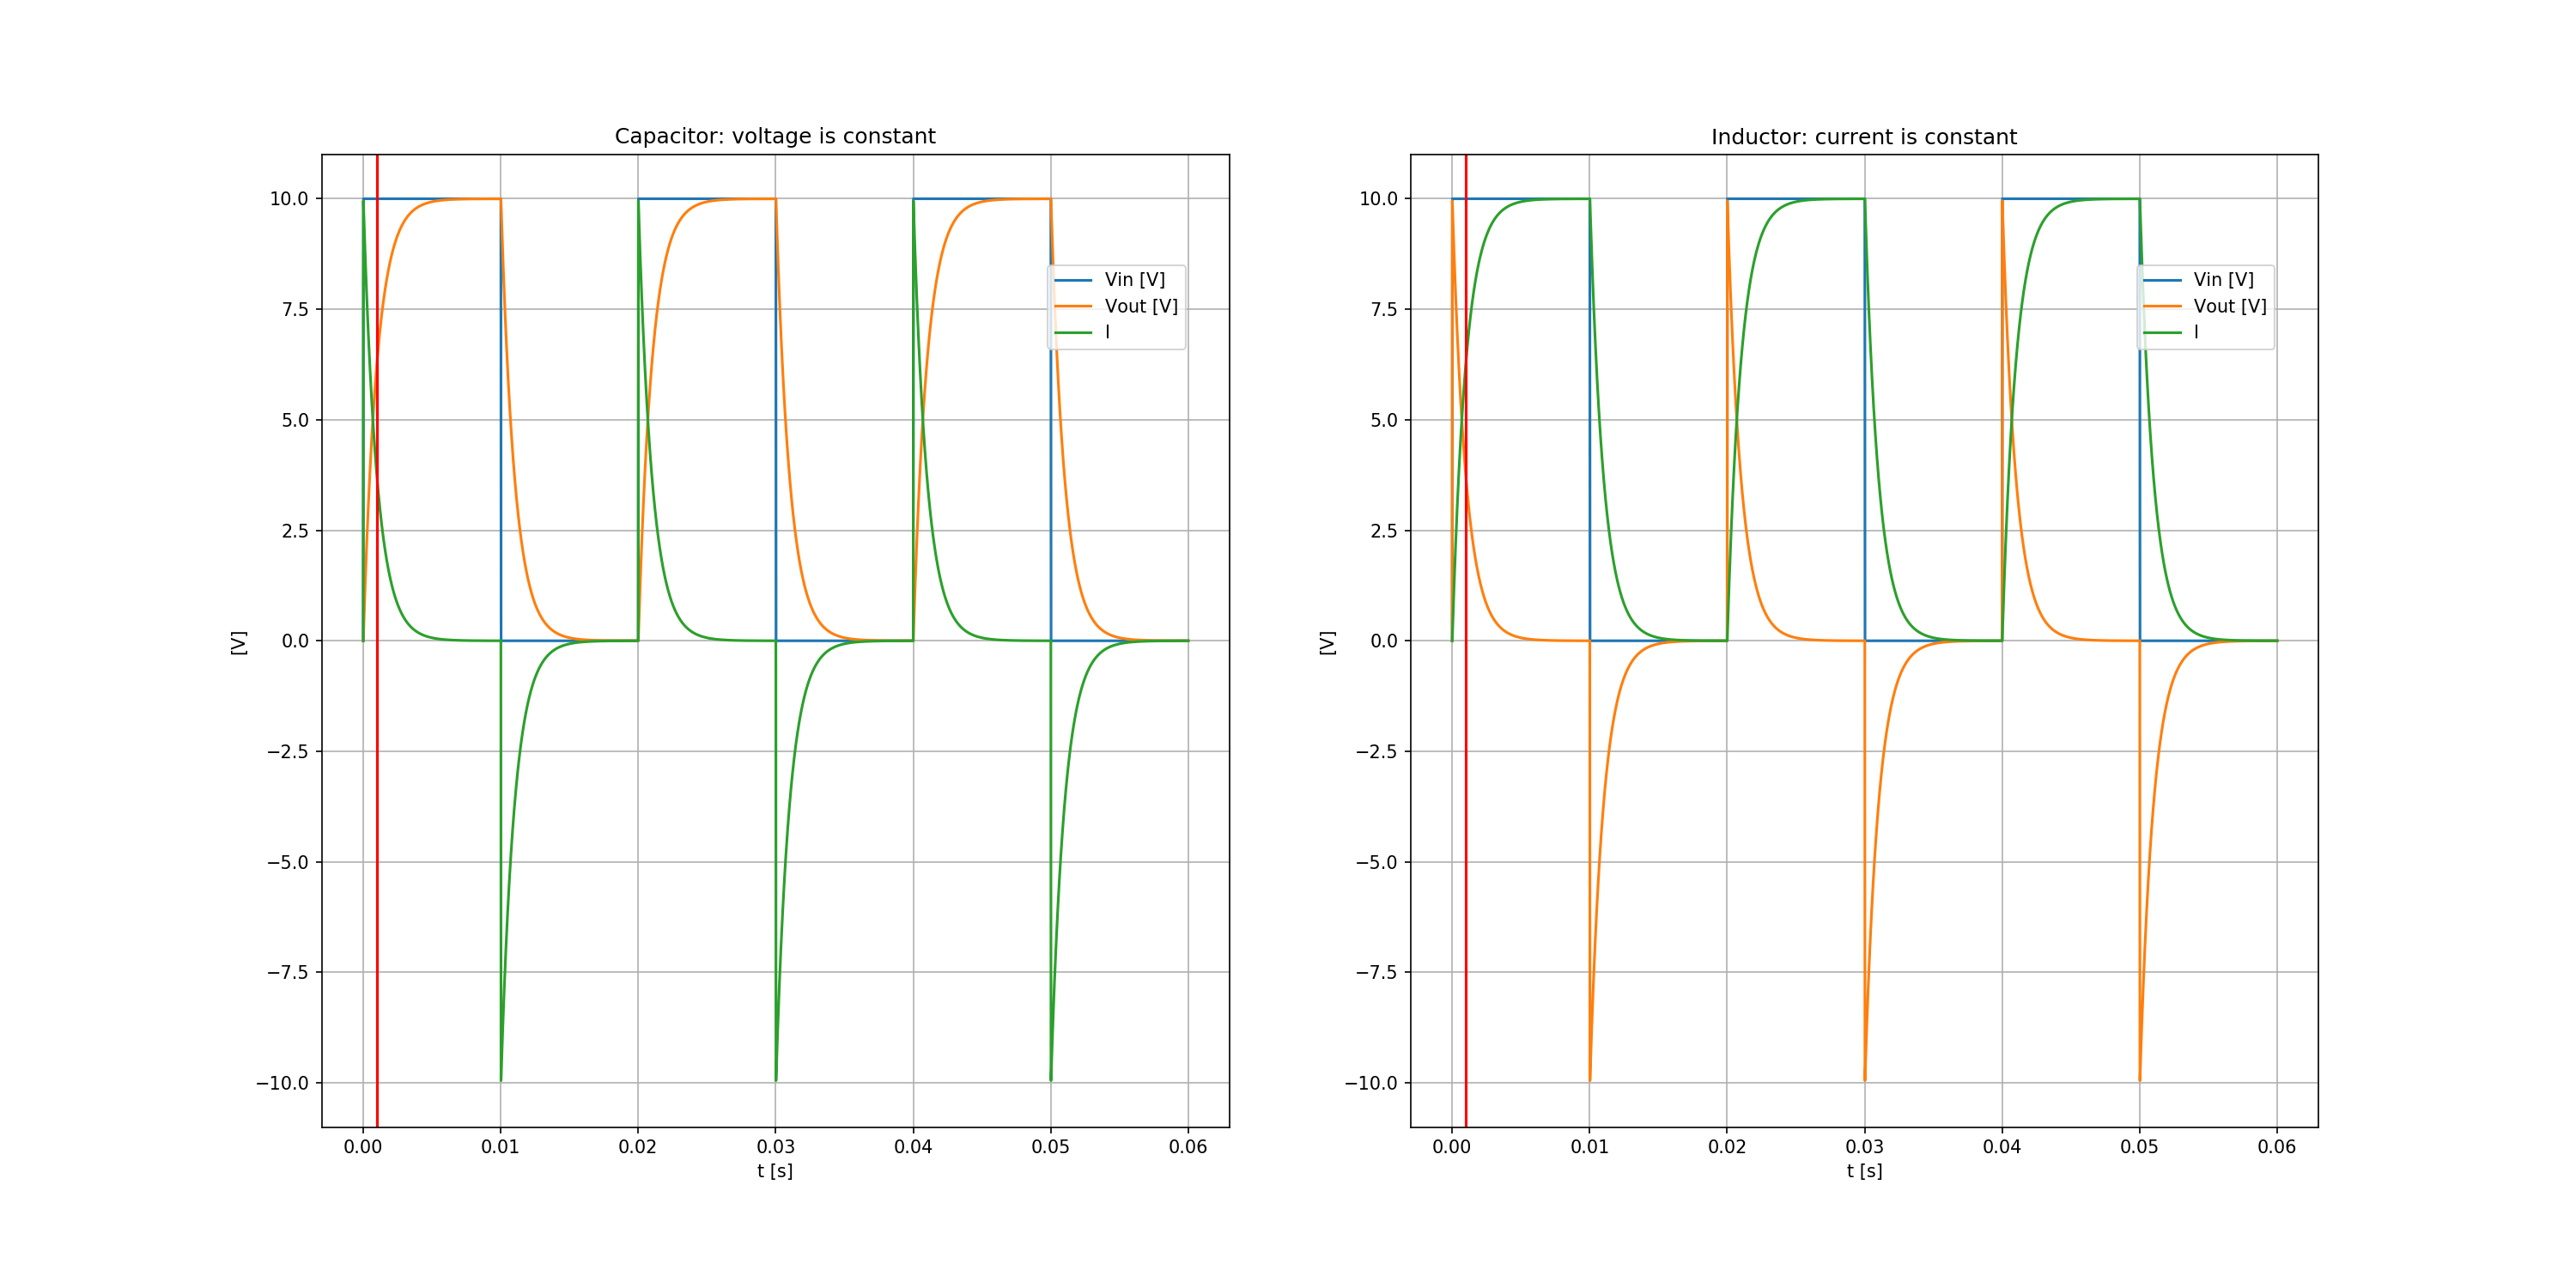 Capacitor: voltage is constant
10.0
7.5
5.0
2.5
0.0
−2.5
−5.0
−7.5
−10.0
[V]
Vin [V]
Vout [V]
I
0.00 0.01 0.02 0.03 0.04 0.05 0.06
t [s]
Inductor: current is constant
10.0
7.5
5.0
2.5
0.0
−2.5
−5.0
−7.5
−10.0
[V]
Vin [V]
Vout [V]
I
0.00 0.01 0.02 0.03 0.04 0.05 0.06
t [s]